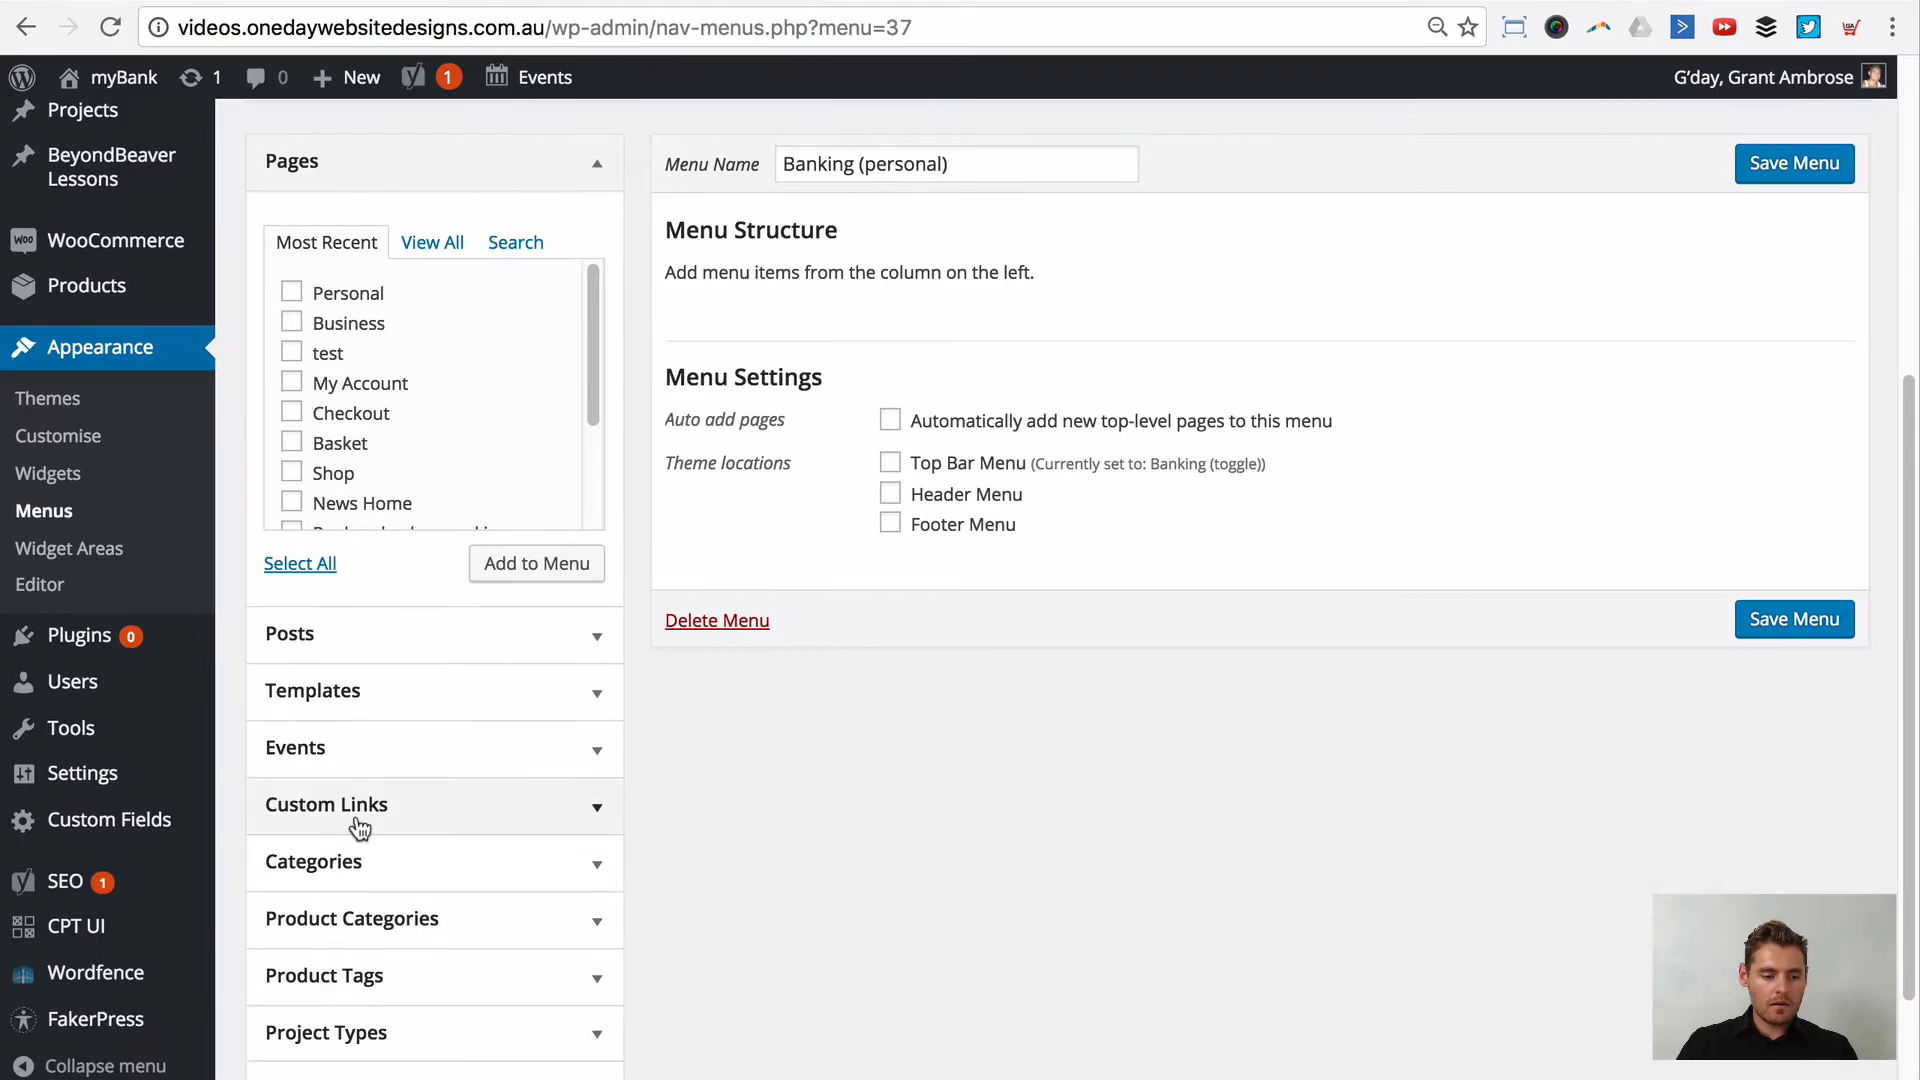 videos.onedaywebsitedesigns.com.au/wp-admin/nav-menus.php?menu=37
myBank 1 0 New 1 Events G'day, Grant Ambrose
Projects
BeyondBeaver
Lessons
WooCommerce
Products
Appearance
Themes
Customise
Widgets
Menus
Widget Areas
Editor
Plugins 0
Users
Tools
Settings
Custom Fields
SEO 1
CPT UI
Wordfence
FakerPress
Collapse menu
Pages
Most Recent View All Search
Personal
Business
test
My Account
Checkout
Basket
Shop
News Home
Select All Add to Menu
Posts
Templates
Events
Custom Links
Categories
Product Categories
Product Tags
Project Types
Menu Name Banking (personal) Save Menu
Menu Structure
Add menu items from the column on the left.
Menu Settings
Auto add pages Automatically add new top-level pages to this menu
Theme locations Top Bar Menu (Currently set to: Banking (toggle))
Header Menu
Footer Menu
Delete Menu Save Menu